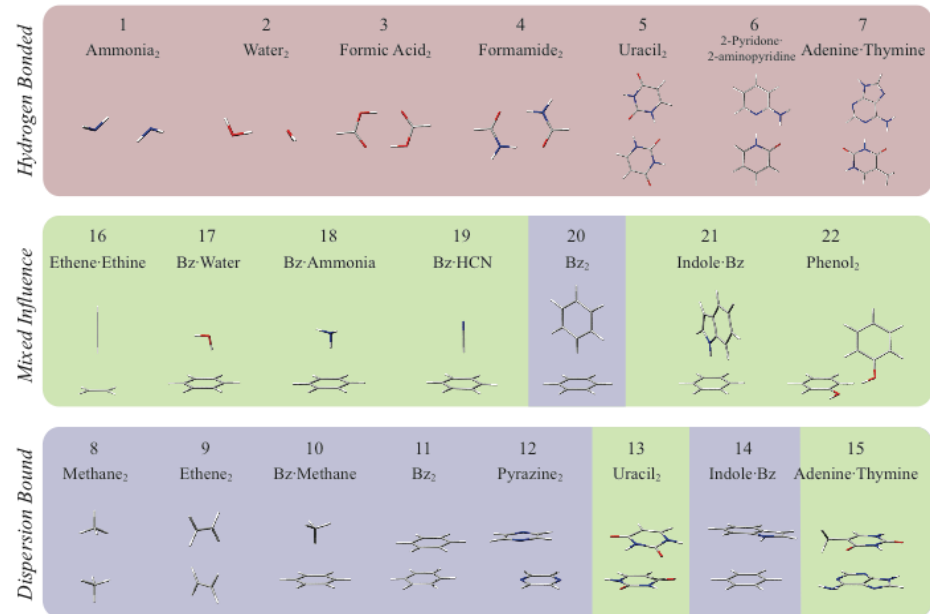 Hydrogen Bonded
1 2 3 4 5 6 7
Ammonia₂ Water₂ Formic Acid₂ Formamide₂ Uracil₂ 2-Pyridone· Adenine·Thymine
2-aminopyridine
Mixed Influence
16 17 18 19 20 21 22
Ethene·Ethine Bz·Water Bz·Ammonia Bz·HCN Bz₂ Indole·Bz Phenol₂
Dispersion Bound
8 9 10 11 12 13 14 15
Methane₂ Ethene₂ Bz·Methane Bz₂ Pyrazine₂ Uracil₂ Indole·Bz Adenine·Thymine